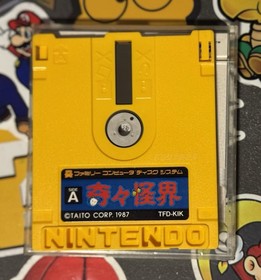 ファミリー コンピュータ ディスク システム
SIDE
A
奇々怪界
©TAITO CORP. 1987
TFD-KIK
NINTENDO